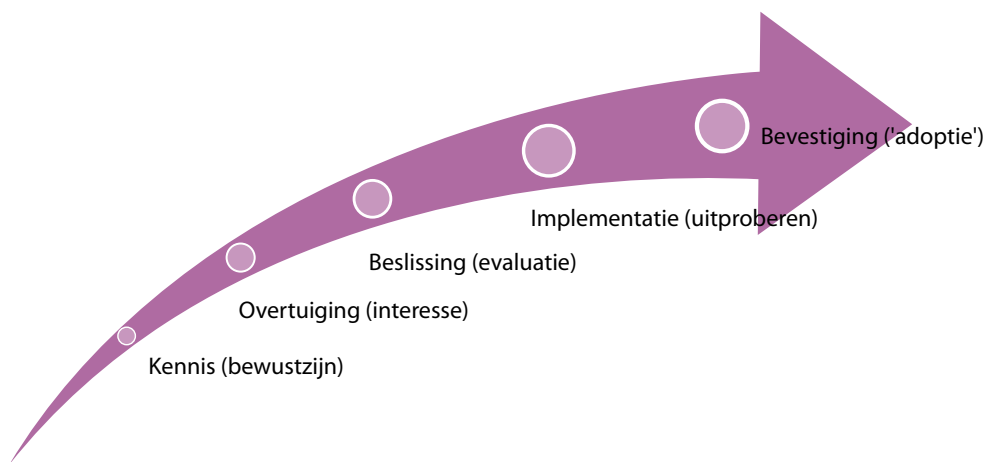 Bevestiging ('adoptie')
Implementatie (uitproberen)
Beslissing (evaluatie)
Overtuiging (interesse)
Kennis (bewustzijn)